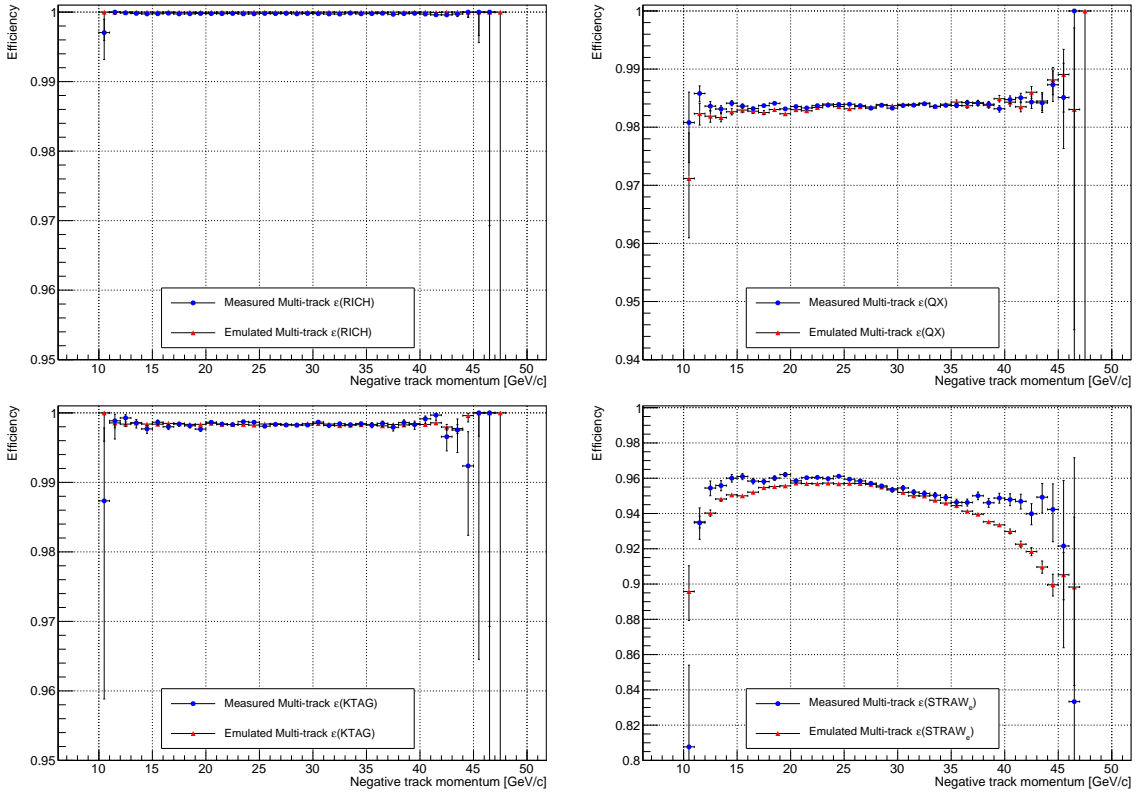 Efficiency
1
0.99
0.98
0.97
0.96
0.95
Measured Multi-track ε(RICH)
Emulated Multi-track ε(RICH)
10 15 20 25 30 35 40 45 50
Negative track momentum [GeV/c]
Efficiency
1
0.99
0.98
0.97
0.96
0.95
0.94
Measured Multi-track ε(QX)
Emulated Multi-track ε(QX)
10 15 20 25 30 35 40 45 50
Negative track momentum [GeV/c]
Efficiency
1
0.99
0.98
0.97
0.96
0.95
Measured Multi-track ε(KTAG)
Emulated Multi-track ε(KTAG)
10 15 20 25 30 35 40 45 50
Negative track momentum [GeV/c]
Efficiency
1
0.98
0.96
0.94
0.92
0.9
0.88
0.86
0.84
0.82
0.8
Measured Multi-track ε(STRAWₑ)
Emulated Multi-track ε(STRAWₑ)
10 15 20 25 30 35 40 45 50
Negative track momentum [GeV/c]